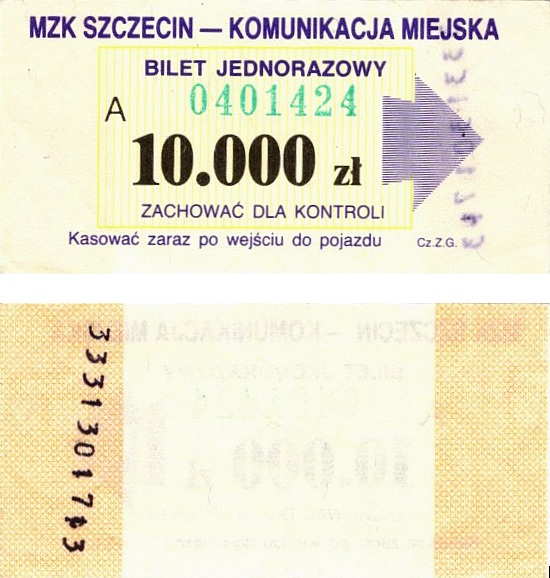 MZK SZCZECIN — KOMUNIKACJA MIEJSKA
BILET JEDNORAZOWY
A
0401424
10.000 zł
ZACHOWAĆ DLA KONTROLI
Kasować zaraz po wejściu do pojazdu
Cz.Z.G.